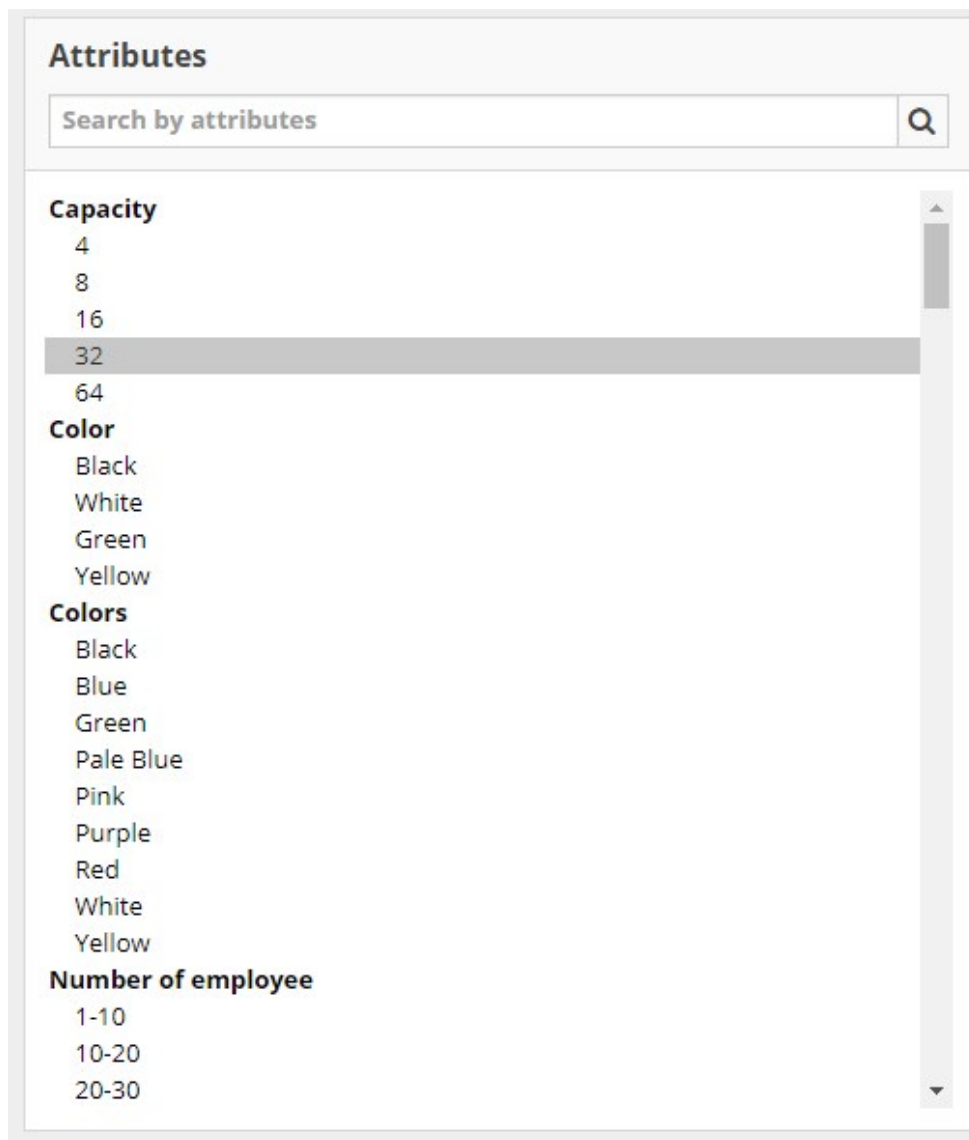 Attributes
Search by attributes
Capacity
4
8
16
32
64
Color
Black
White
Green
Yellow
Colors
Black
Blue
Green
Pale Blue
Pink
Purple
Red
White
Yellow
Number of employee
1-10
10-20
20-30